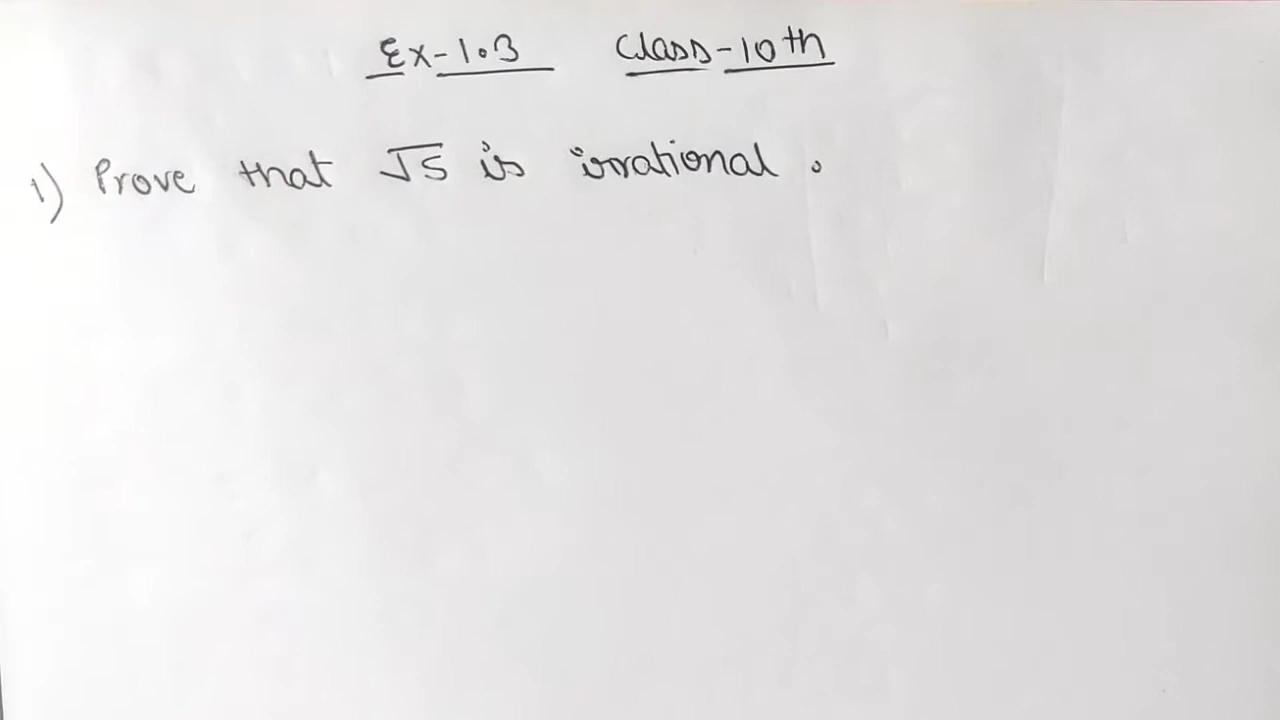 Ex-1.3 Class-10th
1) Prove that √5 is irrational.